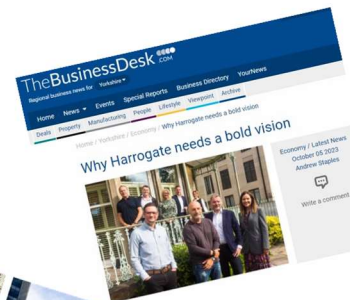 TheBusinessDesk.COM
Regional business news for Yorkshire
Home News Events Special Reports Business Directory YourNews
Deals Property Manufacturing People Lifestyle Viewpoint Archive
Home / Yorkshire / Economy / Why Harrogate needs a bold vision
Why Harrogate needs a bold vision
Economy / Latest News
October 05 2023
Andrew Staples
Write a comment